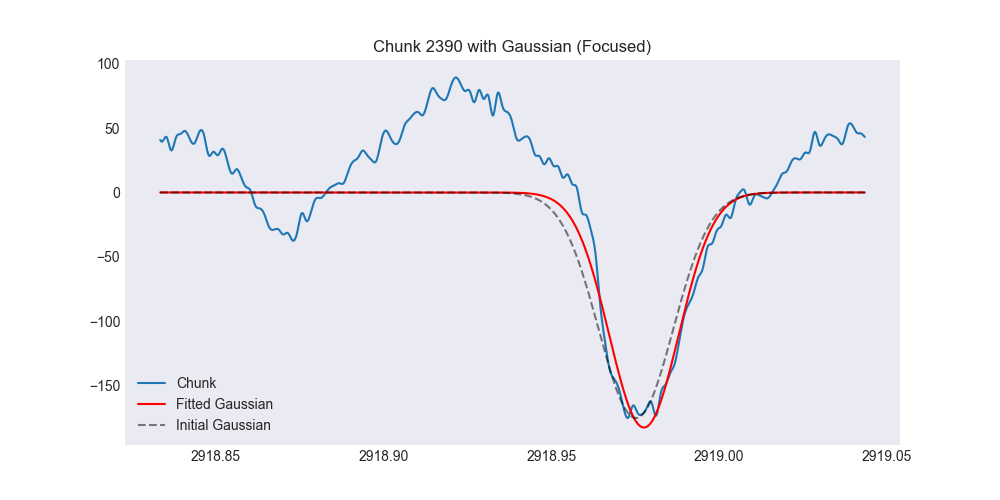 Chunk 2390 with Gaussian (Focused)
100
50
0
−50
−100
−150
Chunk
Fitted Gaussian
Initial Gaussian
2918.85 2918.90 2918.95 2919.00 2919.05